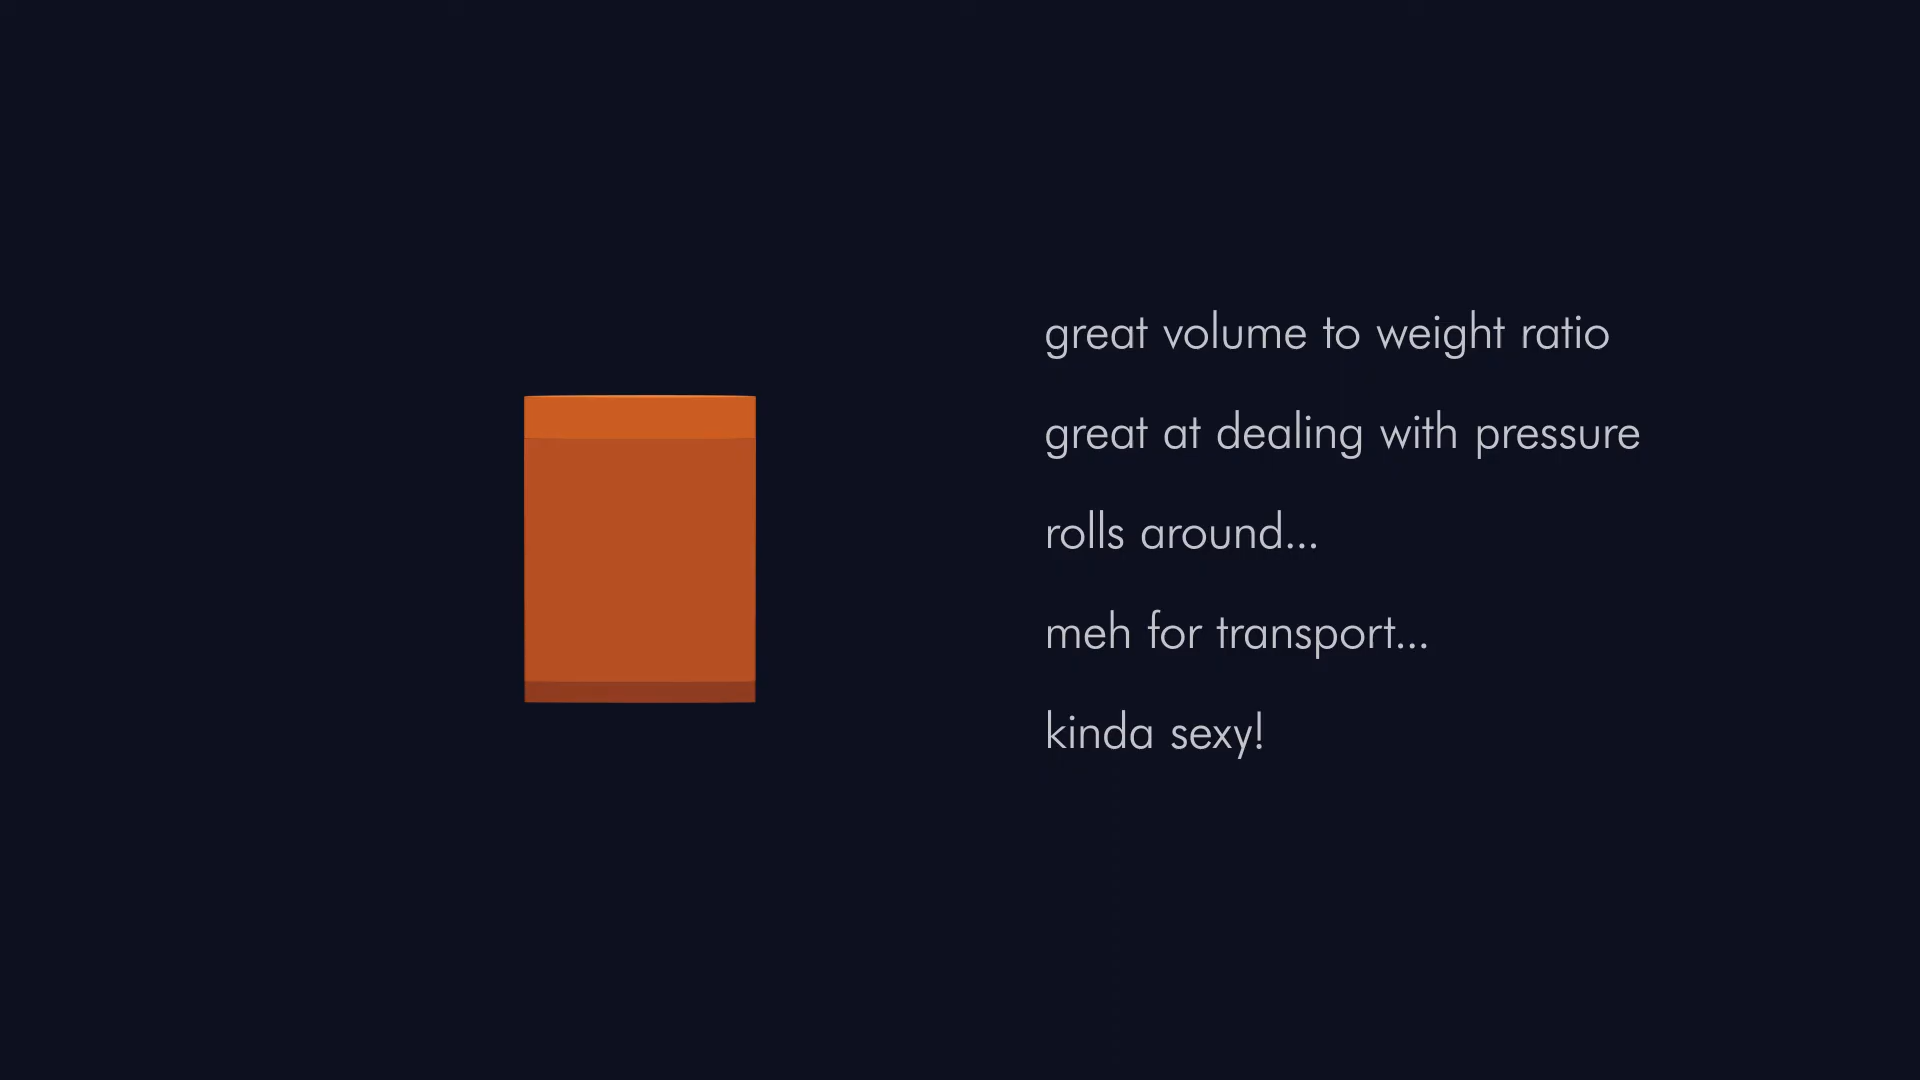 great volume to weight ratio
great at dealing with pressure
rolls around...
meh for transport...
kinda sexy!